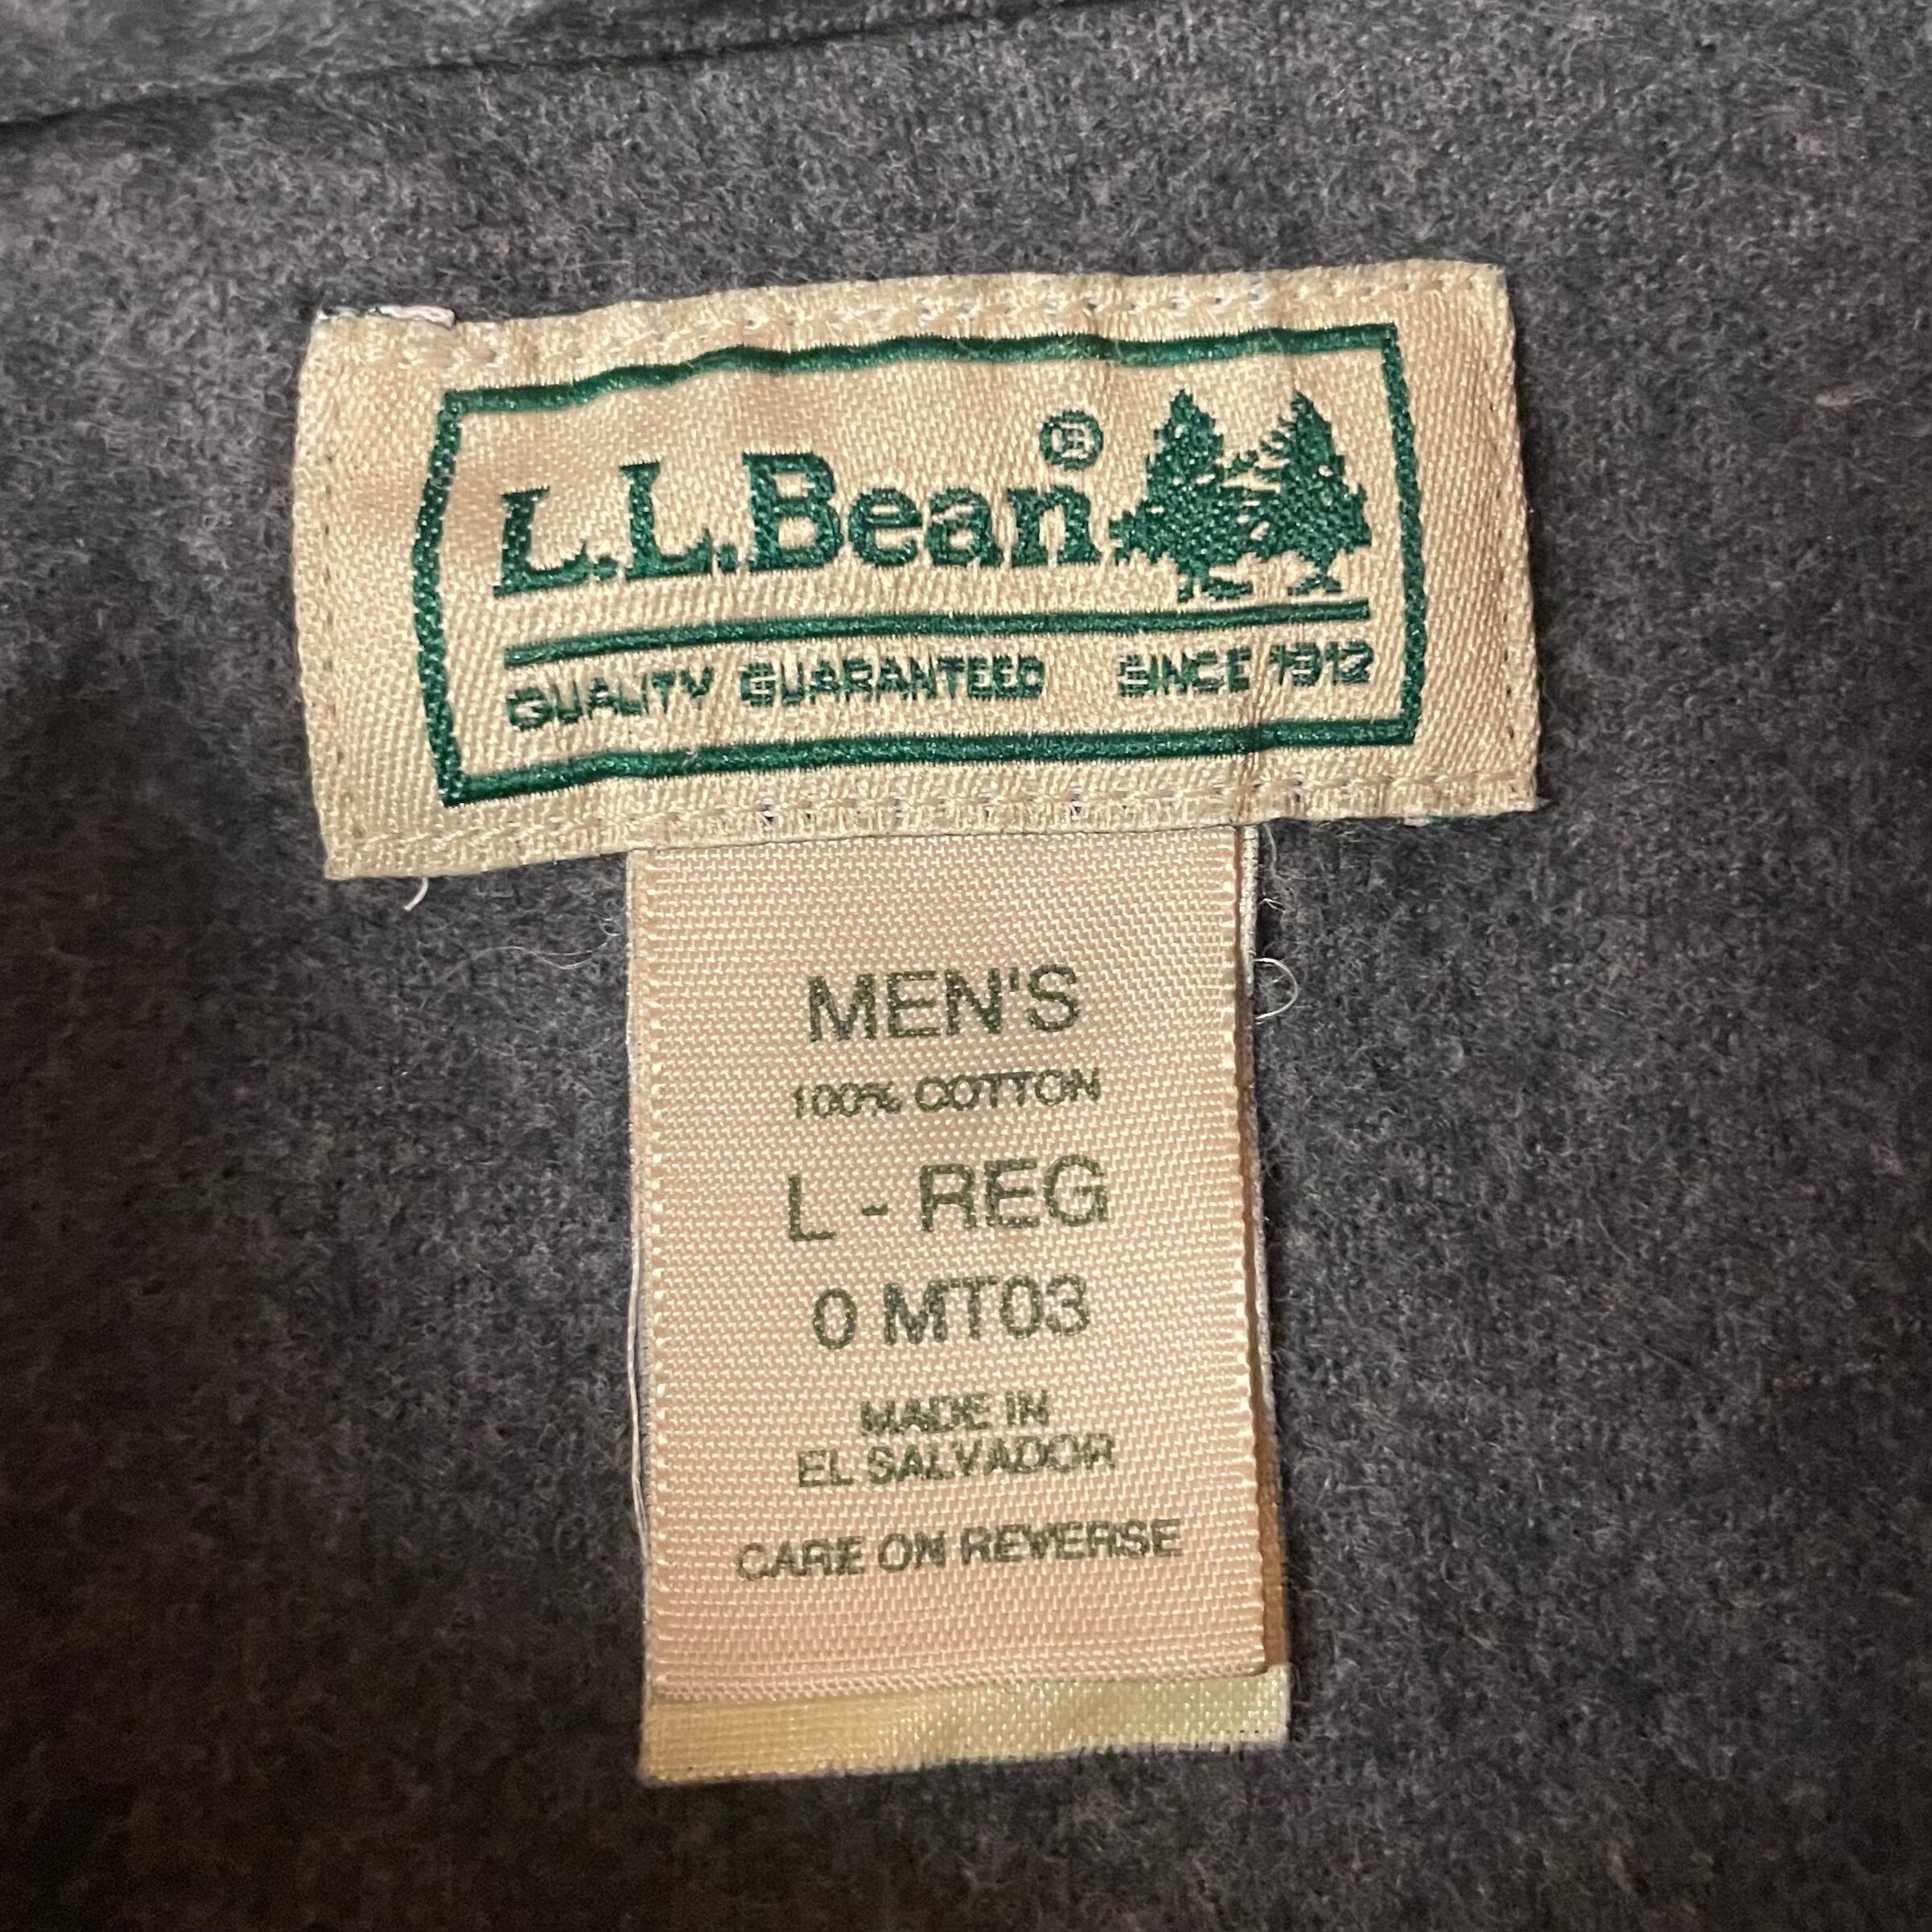 L.L.Bean®
QUALITY GUARANTEED SINCE 1912
MEN'S
100% COTTON
L - REG
0 MT03
MADE IN
EL SALVADOR
CARE ON REVERSE